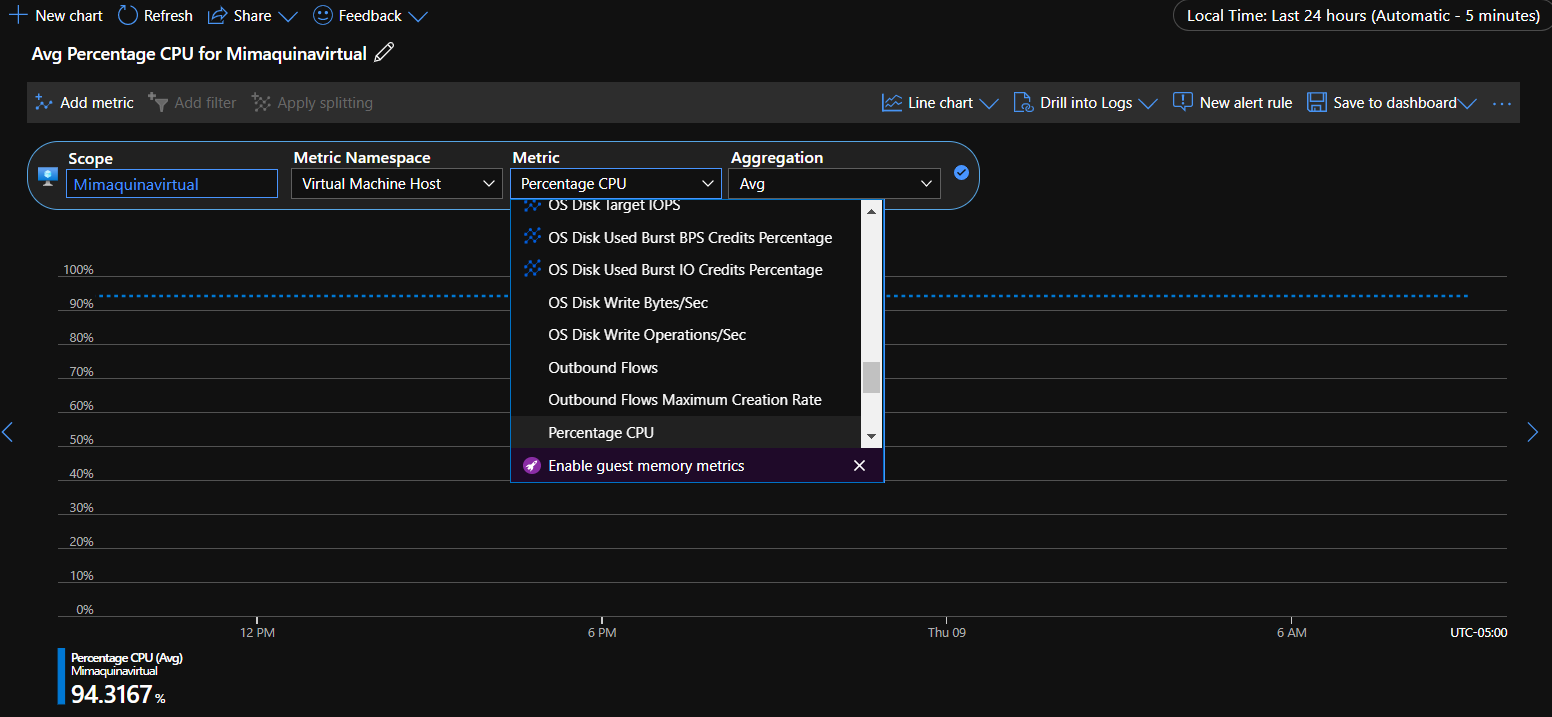 New chart Refresh Share Feedback Local Time: Last 24 hours (Automatic - 5 minutes)
Avg Percentage CPU for Mimaquinavirtual
Add metric Add filter Apply splitting Line chart Drill into Logs New alert rule Save to dashboard ...
Scope Metric Namespace Metric Aggregation
Mimaquinavirtual Virtual Machine Host Percentage CPU Avg
OS Disk Target IOPS
OS Disk Used Burst BPS Credits Percentage
OS Disk Used Burst IO Credits Percentage
OS Disk Write Bytes/Sec
OS Disk Write Operations/Sec
Outbound Flows
Outbound Flows Maximum Creation Rate
Percentage CPU
Enable guest memory metrics
100%
90%
80%
70%
60%
50%
40%
30%
20%
10%
0%
12 PM 6 PM Thu 09 6 AM UTC-05:00
Percentage CPU (Avg)
Mimaquinavirtual
94.3167 %